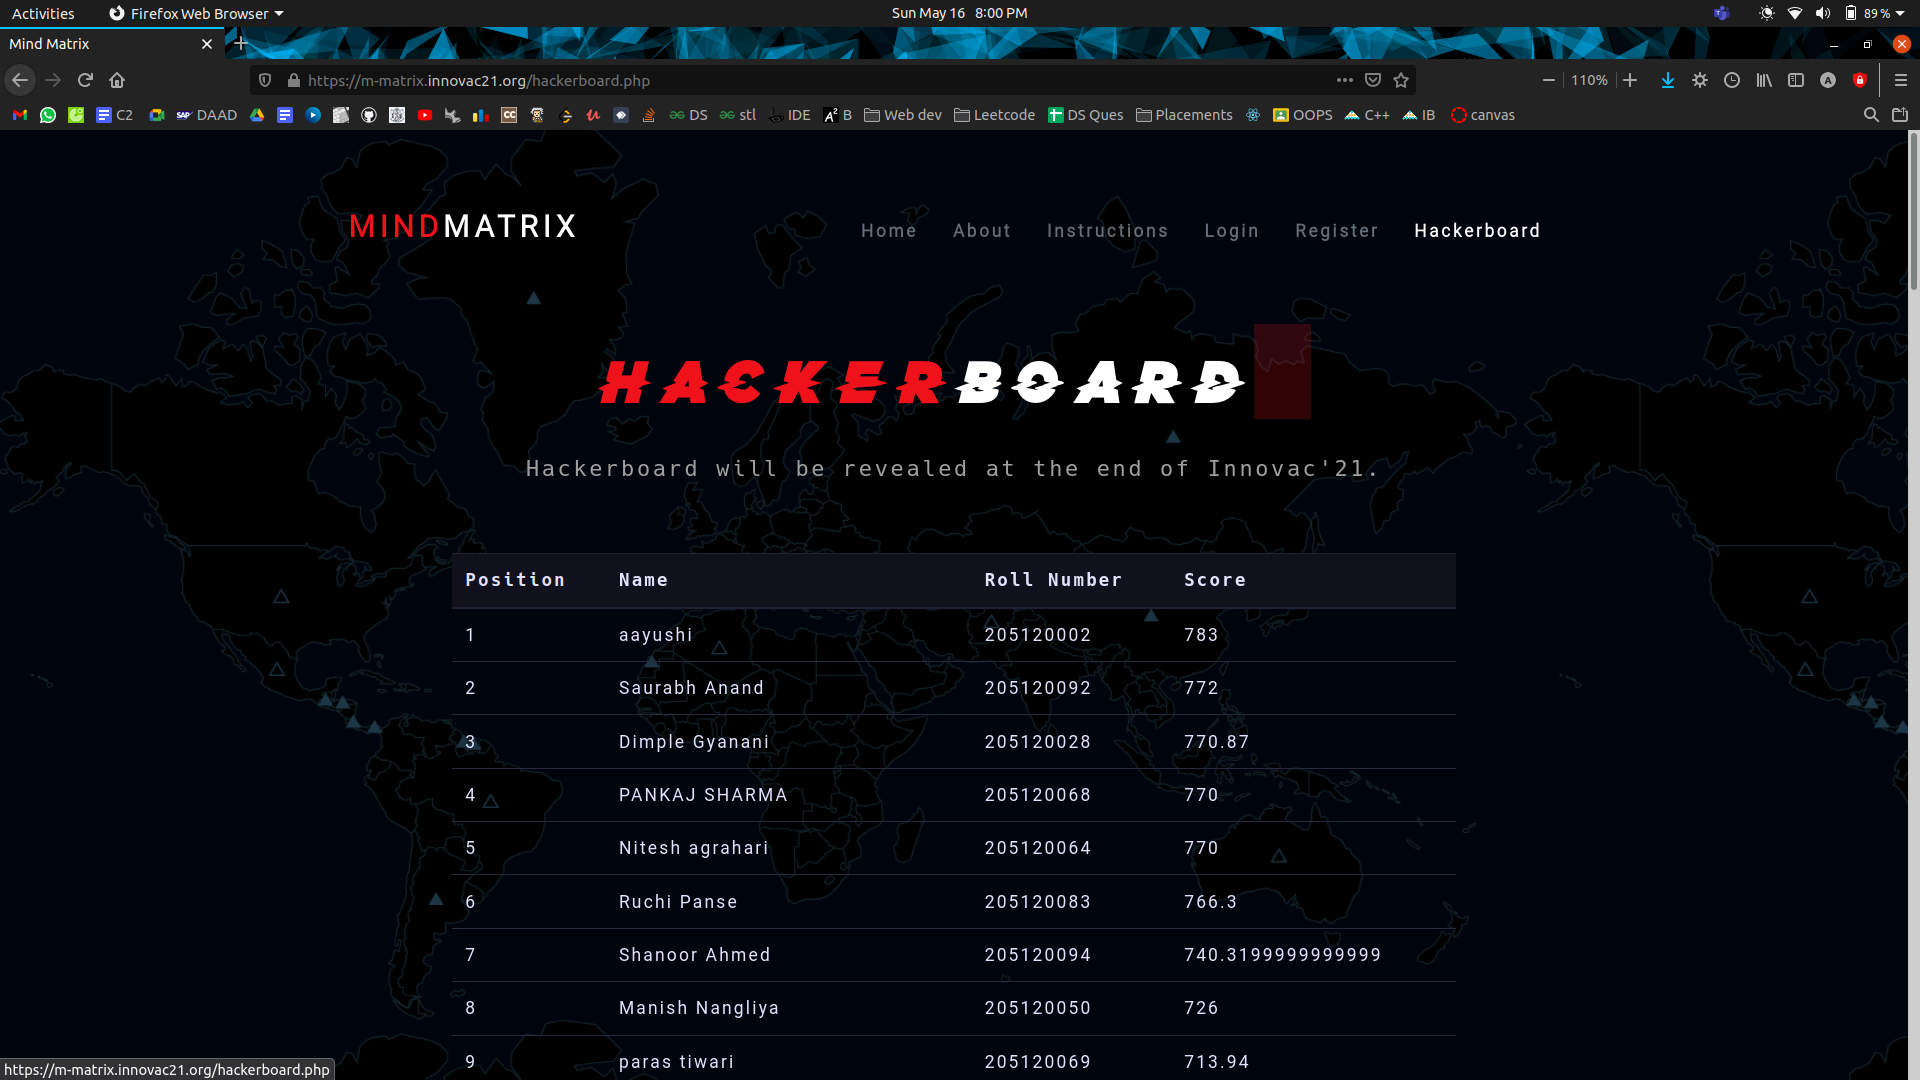 Activities Firefox Web Browser Sun May 16 8:00 PM 89 %
Mind Matrix
https://m-matrix.innovac21.org/hackerboard.php 110%
C2 DAAD DS stl IDE B Web dev Leetcode DS Ques Placements OOPS C++ IB canvas
MINDMATRIX Home About Instructions Login Register Hackerboard
HACKERBOARD
Hackerboard will be revealed at the end of Innovac'21.
Position Name Roll Number Score
1 aayushi 205120002 783
2 Saurabh Anand 205120092 772
3 Dimple Gyanani 205120028 770.87
4 PANKAJ SHARMA 205120068 770
5 Nitesh agrahari 205120064 770
6 Ruchi Panse 205120083 766.3
7 Shanoor Ahmed 205120094 740.3199999999999
8 Manish Nangliya 205120050 726
9 paras tiwari 205120069 713.94
https://m-matrix.innovac21.org/hackerboard.php